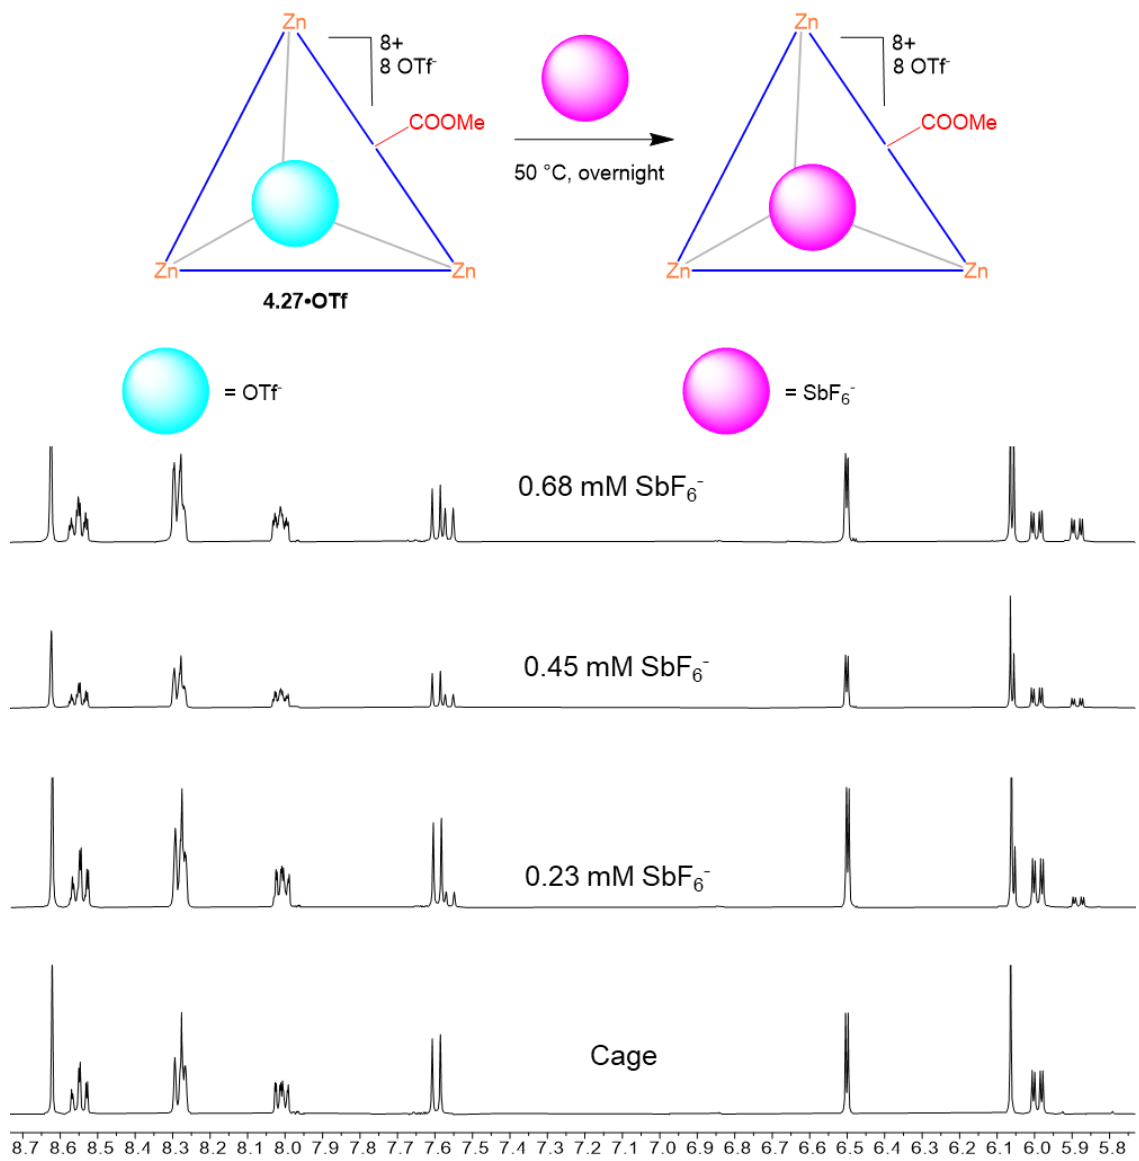 Zn
8+
8 OTf⁻
COOMe
Zn
Zn
4.27•OTf
50 °C, overnight
Zn
8+
8 OTf⁻
COOMe
Zn
Zn
= OTf⁻
= SbF₆⁻
0.68 mM SbF₆⁻
0.45 mM SbF₆⁻
0.23 mM SbF₆⁻
Cage
8.7 8.6 8.5 8.4 8.3 8.2 8.1 8.0 7.9 7.8 7.7 7.6 7.5 7.4 7.3 7.2 7.1 7.0 6.9 6.8 6.7 6.6 6.5 6.4 6.3 6.2 6.1 6.0 5.9 5.8